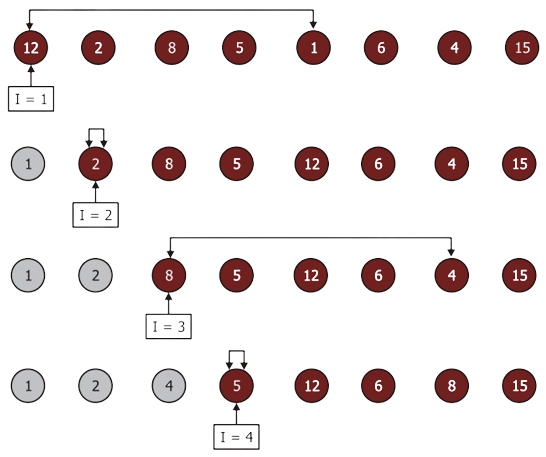 12 2 8 5 1 6 4 15
I = 1
1 2 8 5 12 6 4 15
I = 2
1 2 8 5 12 6 4 15
I = 3
1 2 4 5 12 6 8 15
I = 4